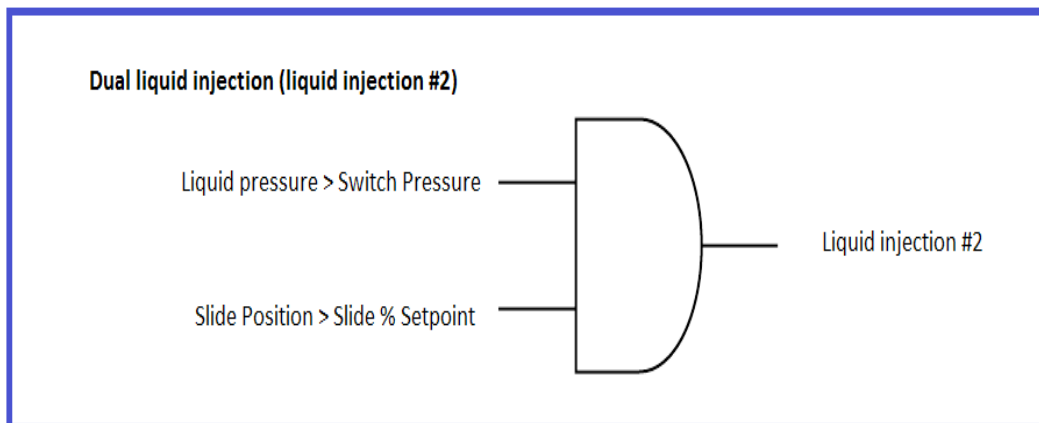 Dual liquid injection (liquid injection #2)
Liquid pressure > Switch Pressure
Liquid injection #2
Slide Position > Slide % Setpoint